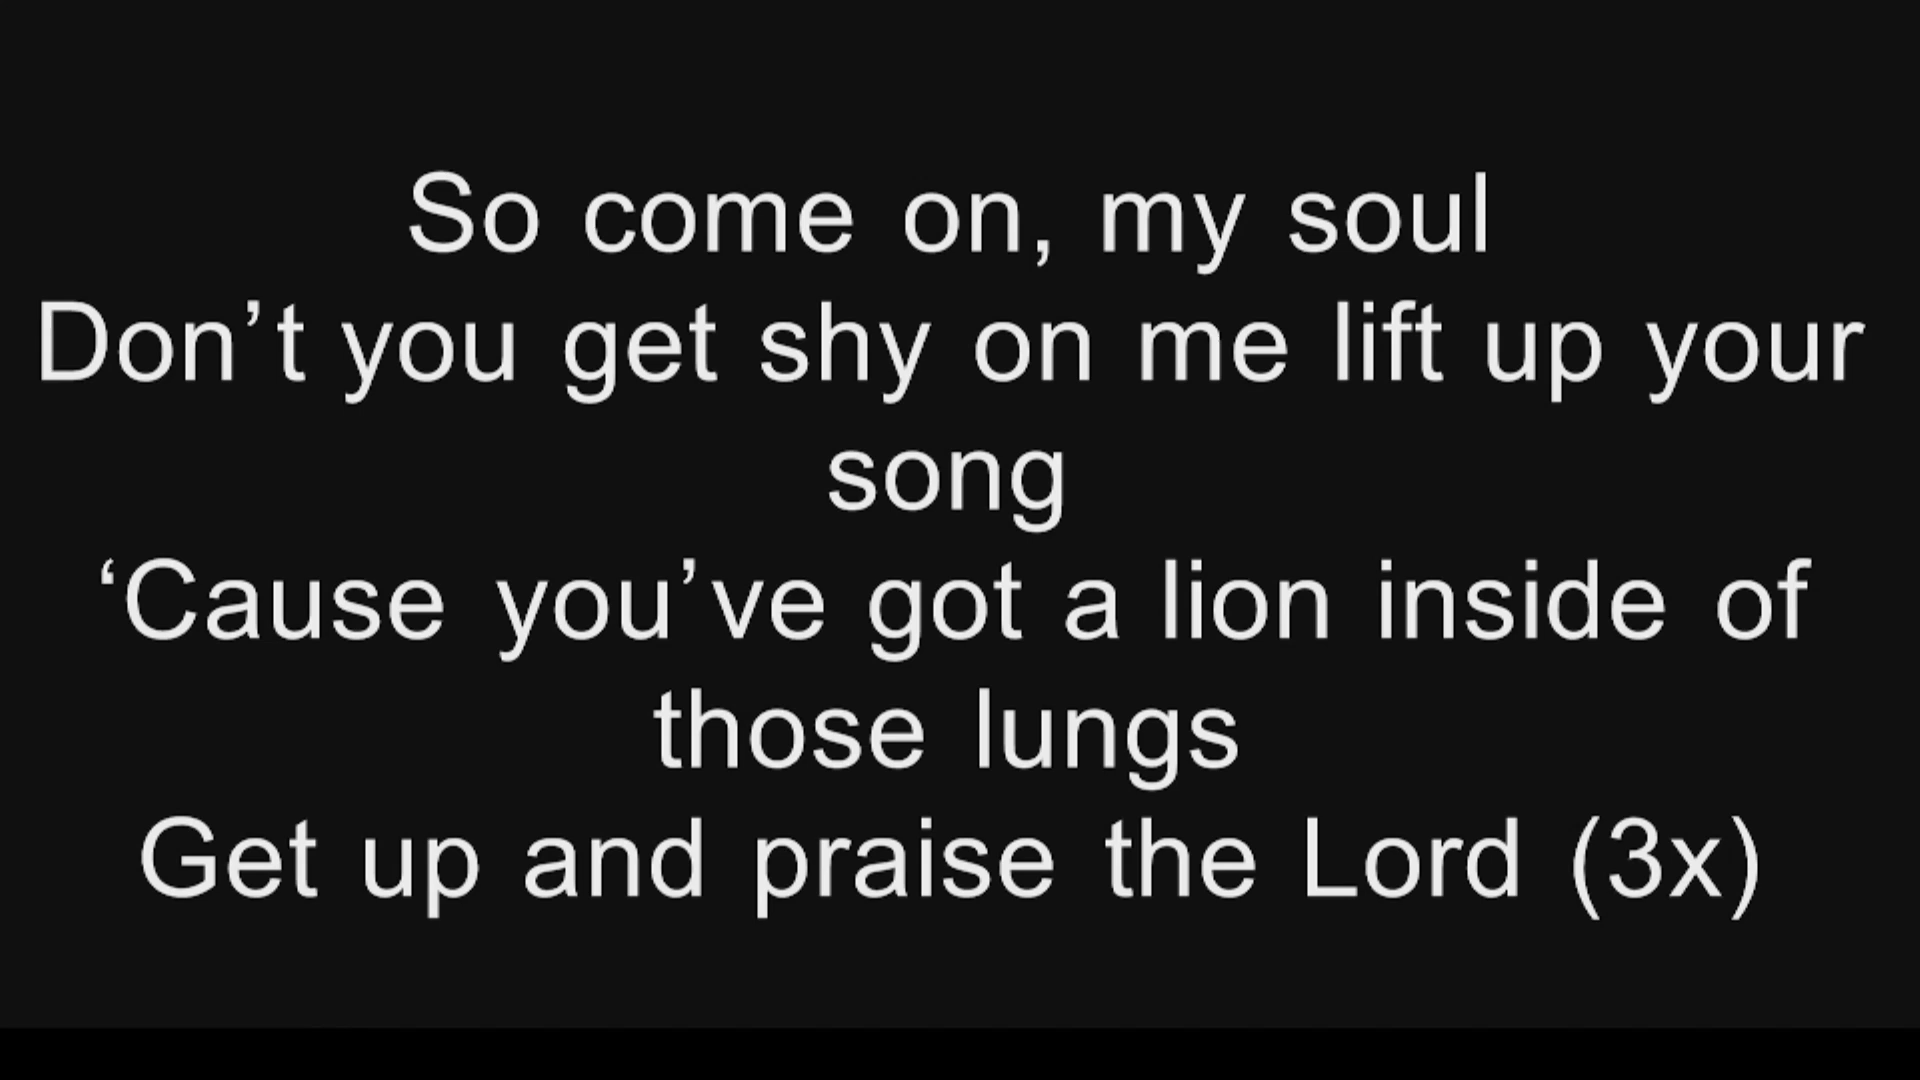 So come on, my soul
Don’t you get shy on me lift up your
song
‘Cause you’ve got a lion inside of
those lungs
Get up and praise the Lord (3x)